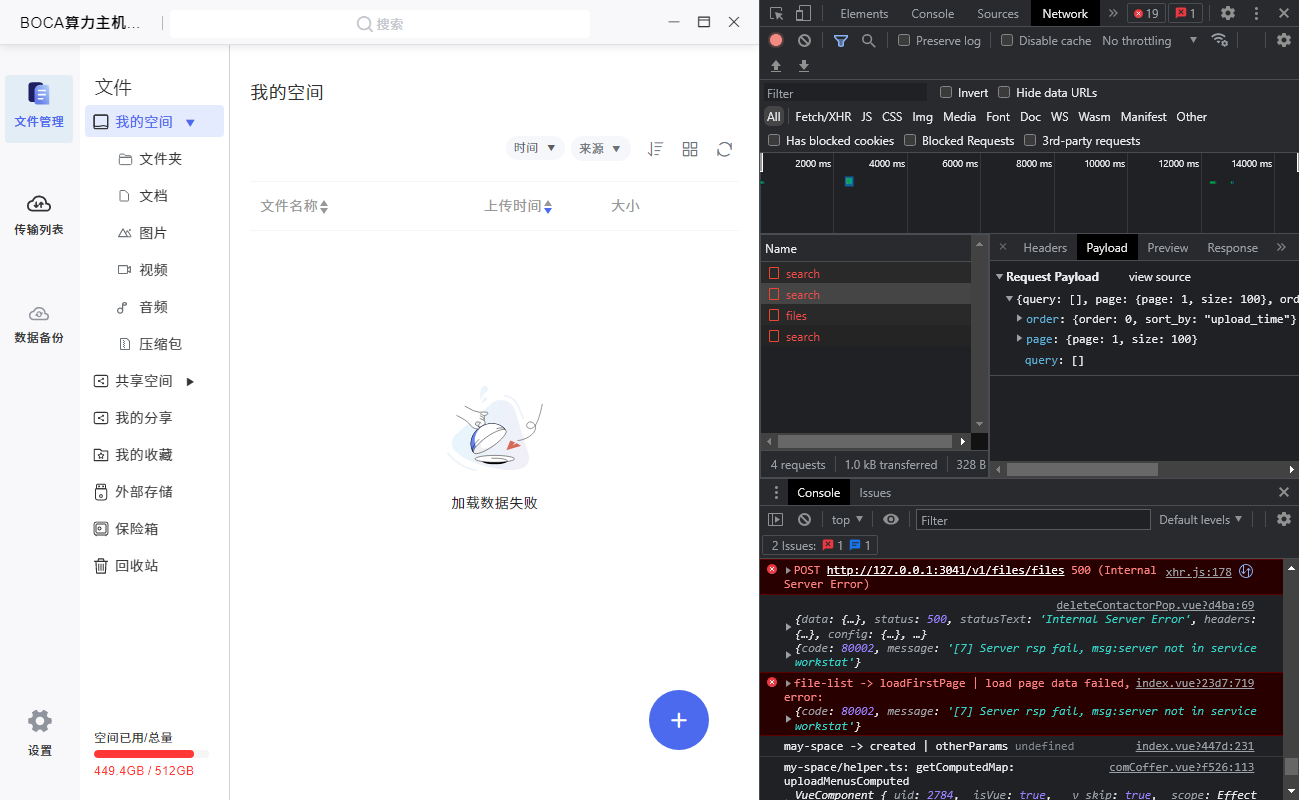 BOCA算力主机...
搜索
文件管理
传输列表
数据备份
设置
文件
我的空间
文件夹
文档
图片
视频
音频
压缩包
共享空间
我的分享
我的收藏
外部存储
保险箱
回收站
空间已用/总量
449.4GB / 512GB
我的空间
时间
来源
文件名称
上传时间
大小
加载数据失败
Elements
Console
Sources
Network
19
1
Preserve log
Disable cache
No throttling
Filter
Invert
Hide data URLs
All
Fetch/XHR
JS
CSS
Img
Media
Font
Doc
WS
Wasm
Manifest
Other
Has blocked cookies
Blocked Requests
3rd-party requests
2000 ms
4000 ms
6000 ms
8000 ms
10000 ms
12000 ms
14000 ms
Name
search
search
files
search
4 requests
1.0 kB transferred
328 B
Headers
Payload
Preview
Response
Request Payload
view source
{query: [], page: {page: 1, size: 100}, ord
order: {order: 0, sort_by: "upload_time"}
page: {page: 1, size: 100}
query: []
Console
Issues
top
Filter
Default levels
2 Issues:
1
1
POST http://127.0.0.1:3041/v1/files/files 500 (Internal xhr.js:178
Server Error)
deleteContactorPop.vue?d4ba:69
{data: {…}, status: 500, statusText: 'Internal Server Error', headers:
{…}, config: {…}, …}
{code: 80002, message: '[7] Server rsp fail, msg:server not in service
workstat'}
file-list -> loadFirstPage | load page data failed, index.vue?23d7:719
error:
{code: 80002, message: '[7] Server rsp fail, msg:server not in service
workstat'}
may-space -> created | otherParams undefined index.vue?447d:231
my-space/helper.ts: getComputedMap: comCoffer.vue?f526:113
uploadMenusComputed
VueComponent {_uid: 2784, _isVue: true, __v_skip: true, _scope: Effect